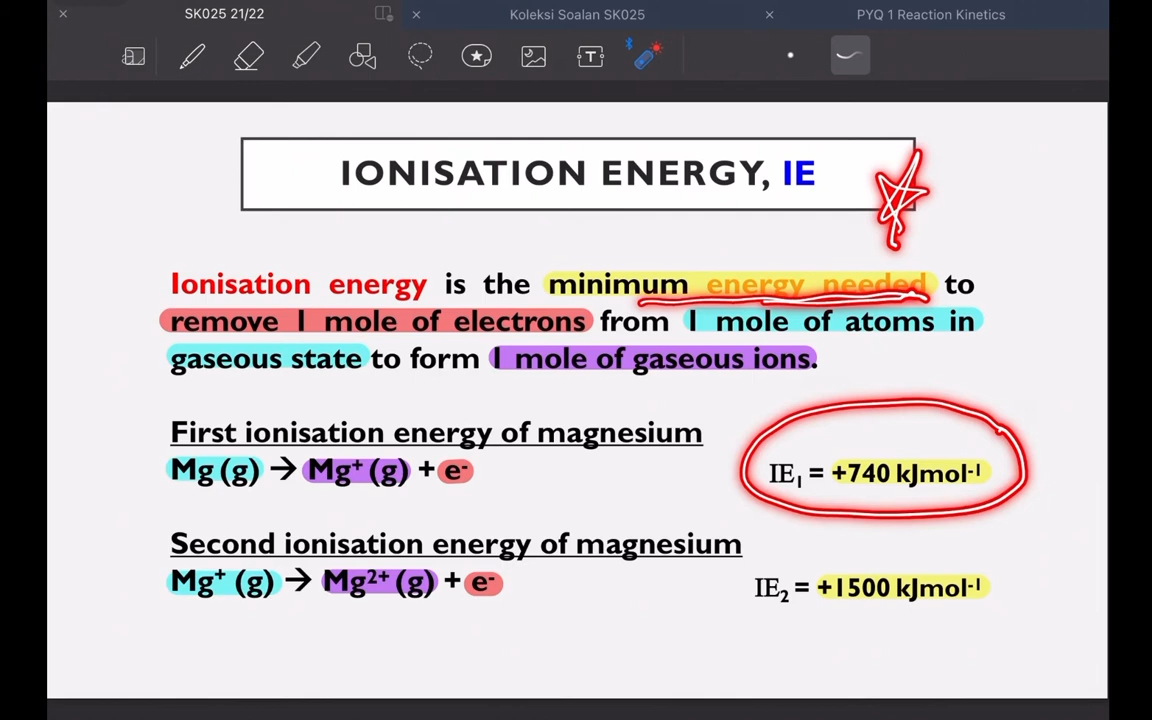 SK025 21/22
Koleksi Soalan SK025
PYQ 1 Reaction Kinetics
IONISATION ENERGY, IE
Ionisation energy is the minimum energy needed to
remove 1 mole of electrons from 1 mole of atoms in
gaseous state to form 1 mole of gaseous ions.
First ionisation energy of magnesium
Mg (g) → Mg⁺ (g) + e⁻
IE₁ = +740 kJmol⁻¹
Second ionisation energy of magnesium
Mg⁺ (g) → Mg²⁺ (g) + e⁻
IE₂ = +1500 kJmol⁻¹